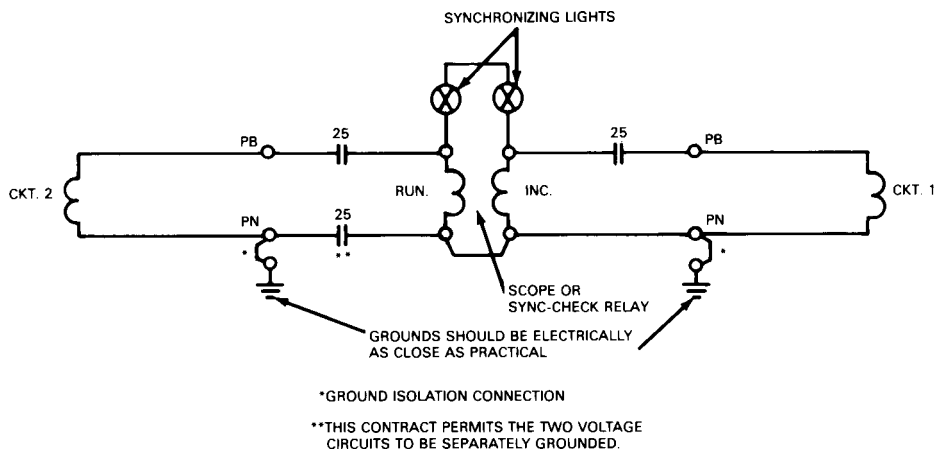 SYNCHRONIZING LIGHTS
PB
25
25
PB
CKT. 2
RUN.
INC.
CKT. 1
PN
25
PN
*
**
*
SCOPE OR
SYNC-CHECK RELAY
GROUNDS SHOULD BE ELECTRICALLY
AS CLOSE AS PRACTICAL
*GROUND ISOLATION CONNECTION
**THIS CONTRACT PERMITS THE TWO VOLTAGE
CIRCUITS TO BE SEPARATELY GROUNDED.